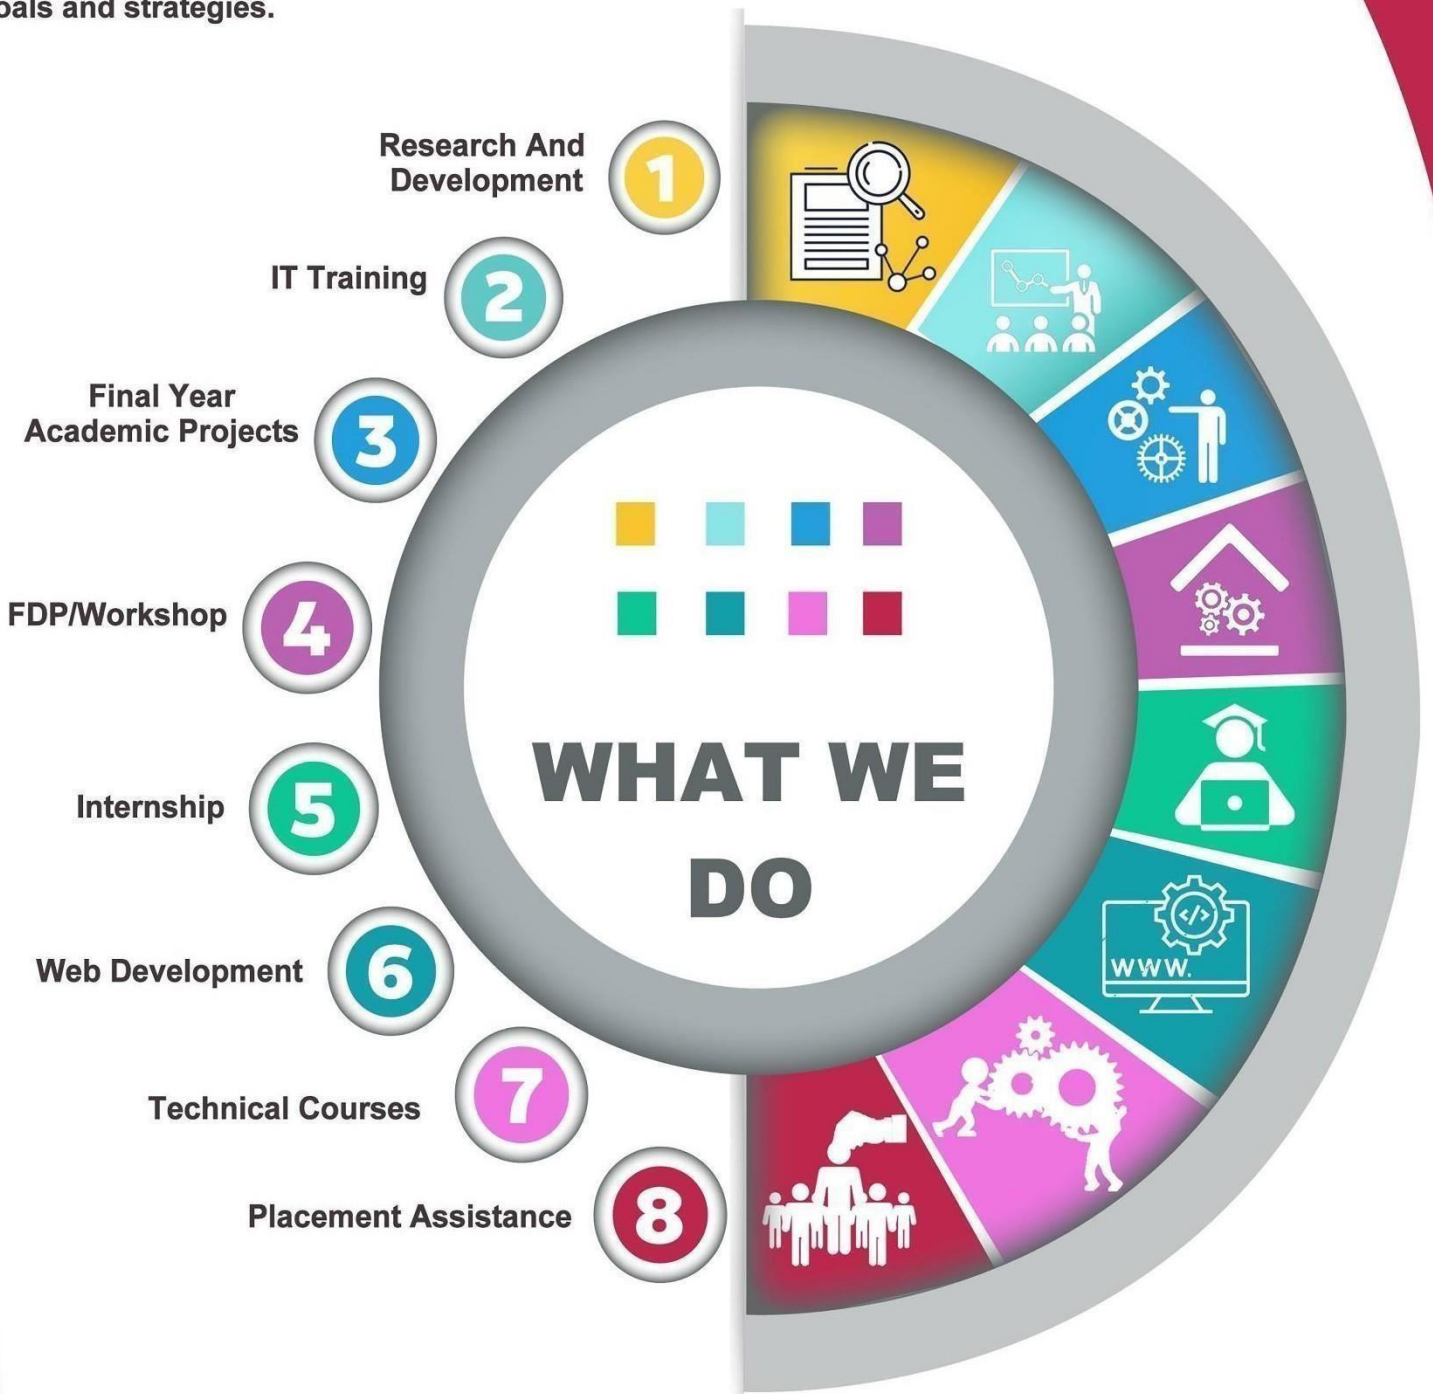 and strategies.
Research And
Development
1
IT Training
2
Final Year
Academic Projects
3
FDP/Workshop
4
Internship
5
Web Development
6
Technical Courses
7
Placement Assistance
8
WHAT WE
DO
WWW.
</>